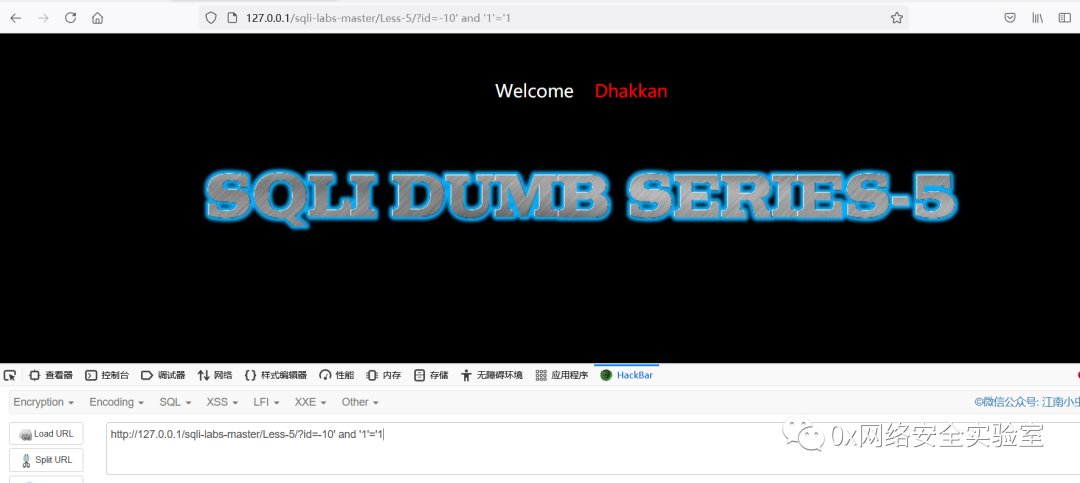 127.0.0.1/sqli-labs-master/Less-5/?id=-10' and '1'='1
Welcome Dhakkan
SQLI DUMB SERIES-5
查看器 控制台 调试器 网络 样式编辑器 性能 内存 存储 无障碍环境 应用程序 HackBar
Encryption Encoding SQL XSS LFI XXE Other
©微信公众号: 江南小虫
Load URL
http://127.0.0.1/sqli-labs-master/Less-5/?id=-10' and '1'='1
Split URL
0x网络安全实验室